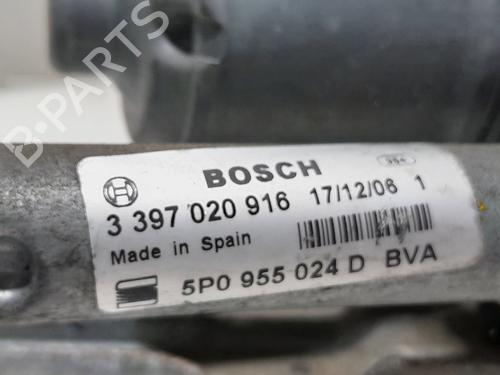 BOSCH
3 397 020 916 17/12/06 1
Made in Spain
5P0 955 024 D BVA
B-PARTS